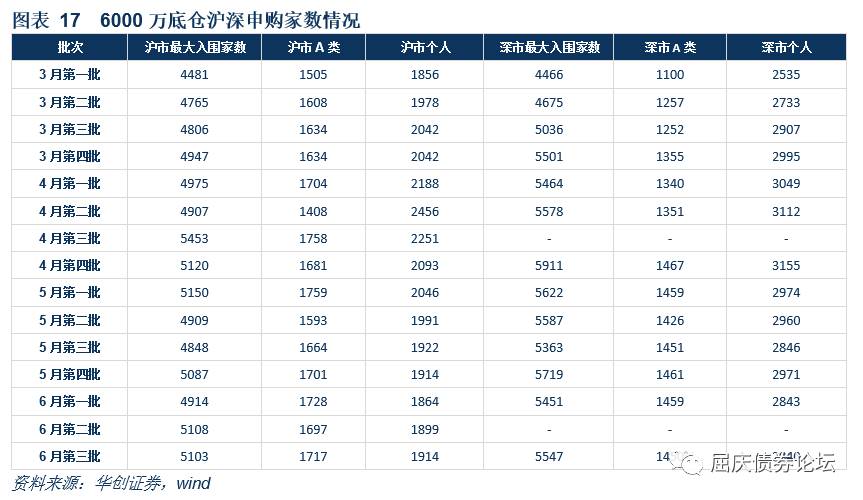 图表 17 6000 万底仓沪深申购家数情况
批次 沪市最大入围家数 沪市 A 类 沪市个人 深市最大入围家数 深市 A 类 深市个人
3 月第一批 4481 1505 1856 4466 1100 2535
3 月第二批 4765 1608 1978 4675 1257 2733
3 月第三批 4806 1634 2042 5036 1252 2907
3 月第四批 4947 1634 2042 5501 1355 2995
4 月第一批 4975 1704 2188 5464 1340 3049
4 月第二批 4907 1408 2456 5578 1351 3112
4 月第三批 5453 1758 2251 - - -
4 月第四批 5120 1681 2093 5911 1467 3155
5 月第一批 5150 1759 2046 5622 1459 2974
5 月第二批 4909 1593 1991 5587 1426 2960
5 月第三批 4848 1664 1922 5363 1451 2846
5 月第四批 5087 1701 1914 5719 1461 2971
6 月第一批 4914 1728 1864 5451 1459 2843
6 月第二批 5108 1697 1899 - - -
6 月第三批 5103 1717 1914 5547
屈庆债券论坛
资料来源：华创证券，wind